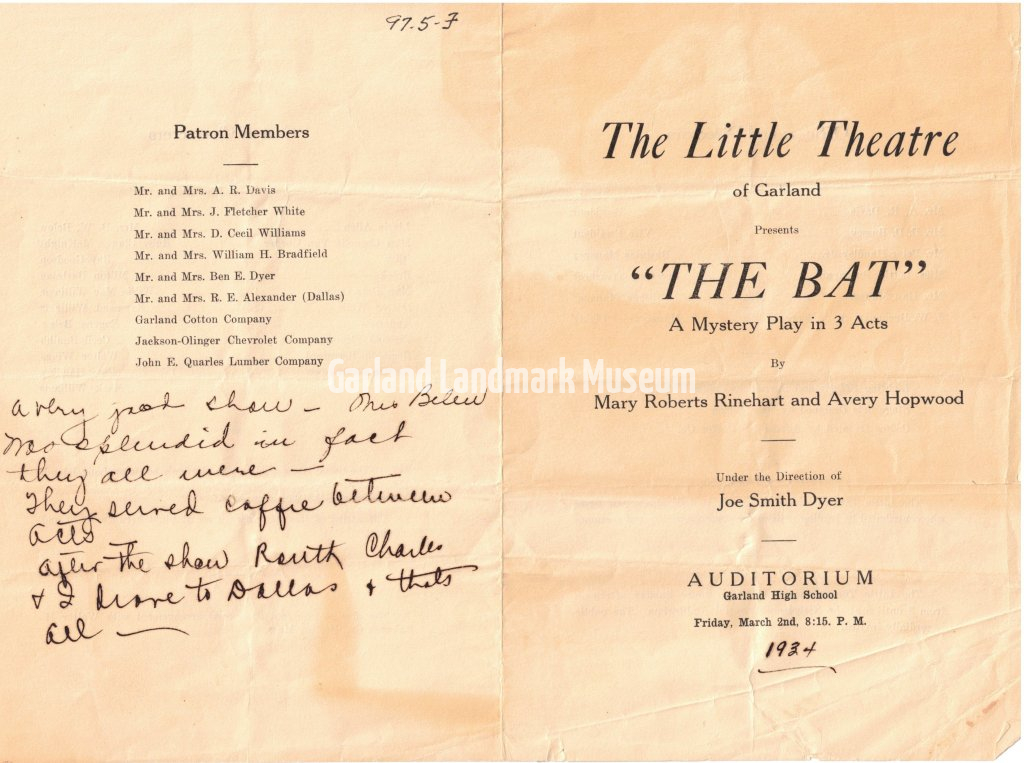 97.5-F
Patron Members
Mr. and Mrs. A. R. Davis
Mr. and Mrs. J. Fletcher White
Mr. and Mrs. D. Cecil Williams
Mr. and Mrs. William H. Bradfield
Mr. and Mrs. Ben E. Dyer
Mr. and Mrs. R. E. Alexander (Dallas)
Garland Cotton Company
Jackson-Olinger Chevrolet Company
John E. Quarles Lumber Company
Garland Landmark Museum
a very good show — Mrs Belew
was splendid in fact
they all were —
They served coffee between
acts —
after the show Routh Charles
& I drove to Dallas & thats
all —
The Little Theatre
of Garland
Presents
"THE BAT"
A Mystery Play in 3 Acts
By
Mary Roberts Rinehart and Avery Hopwood
Under the Direction of
Joe Smith Dyer
AUDITORIUM
Garland High School
Friday, March 2nd, 8:15. P. M.
1934